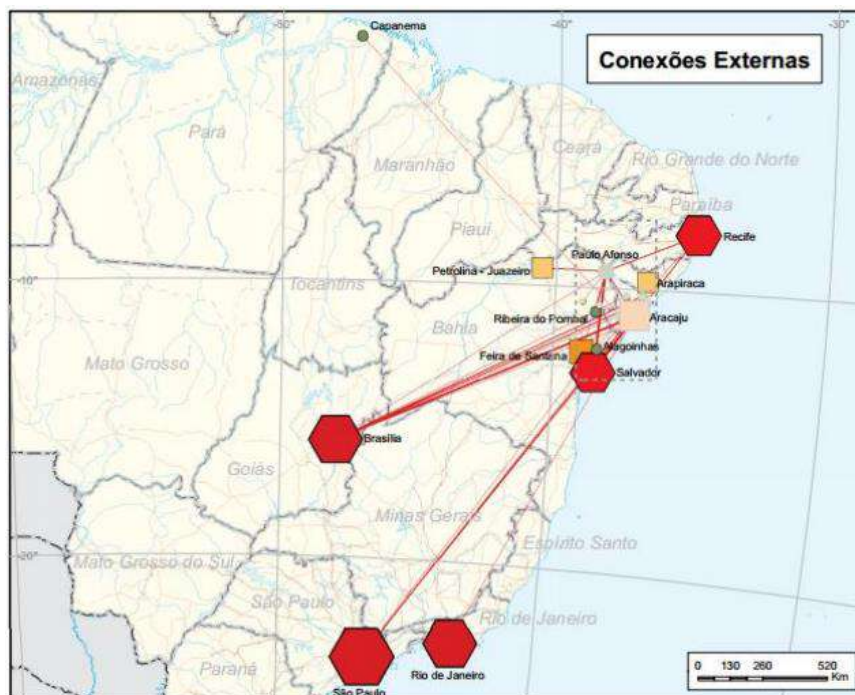 -50°
-40°
-30°
Capanema
Conexões Externas
Amazonas
Pará
Maranhão
Ceará
Rio Grande do Norte
Paraíba
Piauí
Recife
Paulo Afonso
Petrolina - Juazeiro
Arapiraca
-10°
Tocantins
Ribeira do Pombal
Aracaju
Bahia
Alagoinhas
Feira de Santana
Mato Grosso
Salvador
Brasília
Goiás
Minas Gerais
Espírito Santo
-20°
Mato Grosso do Sul
São Paulo
Rio de Janeiro
Paraná
Rio de Janeiro
São Paulo
0 130 260 520
km